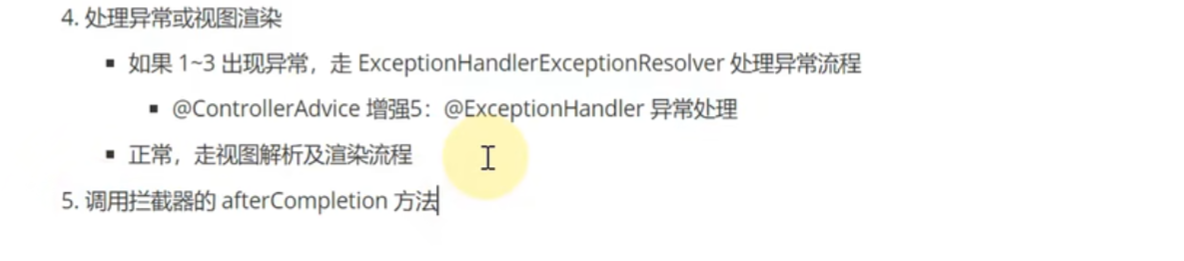 4. 处理异常或视图渲染
▪ 如果 1~3 出现异常，走 ExceptionHandlerExceptionResolver 处理异常流程
▪ @ControllerAdvice 增强5：@ExceptionHandler 异常处理
▪ 正常，走视图解析及渲染流程
5. 调用拦截器的 afterCompletion 方法